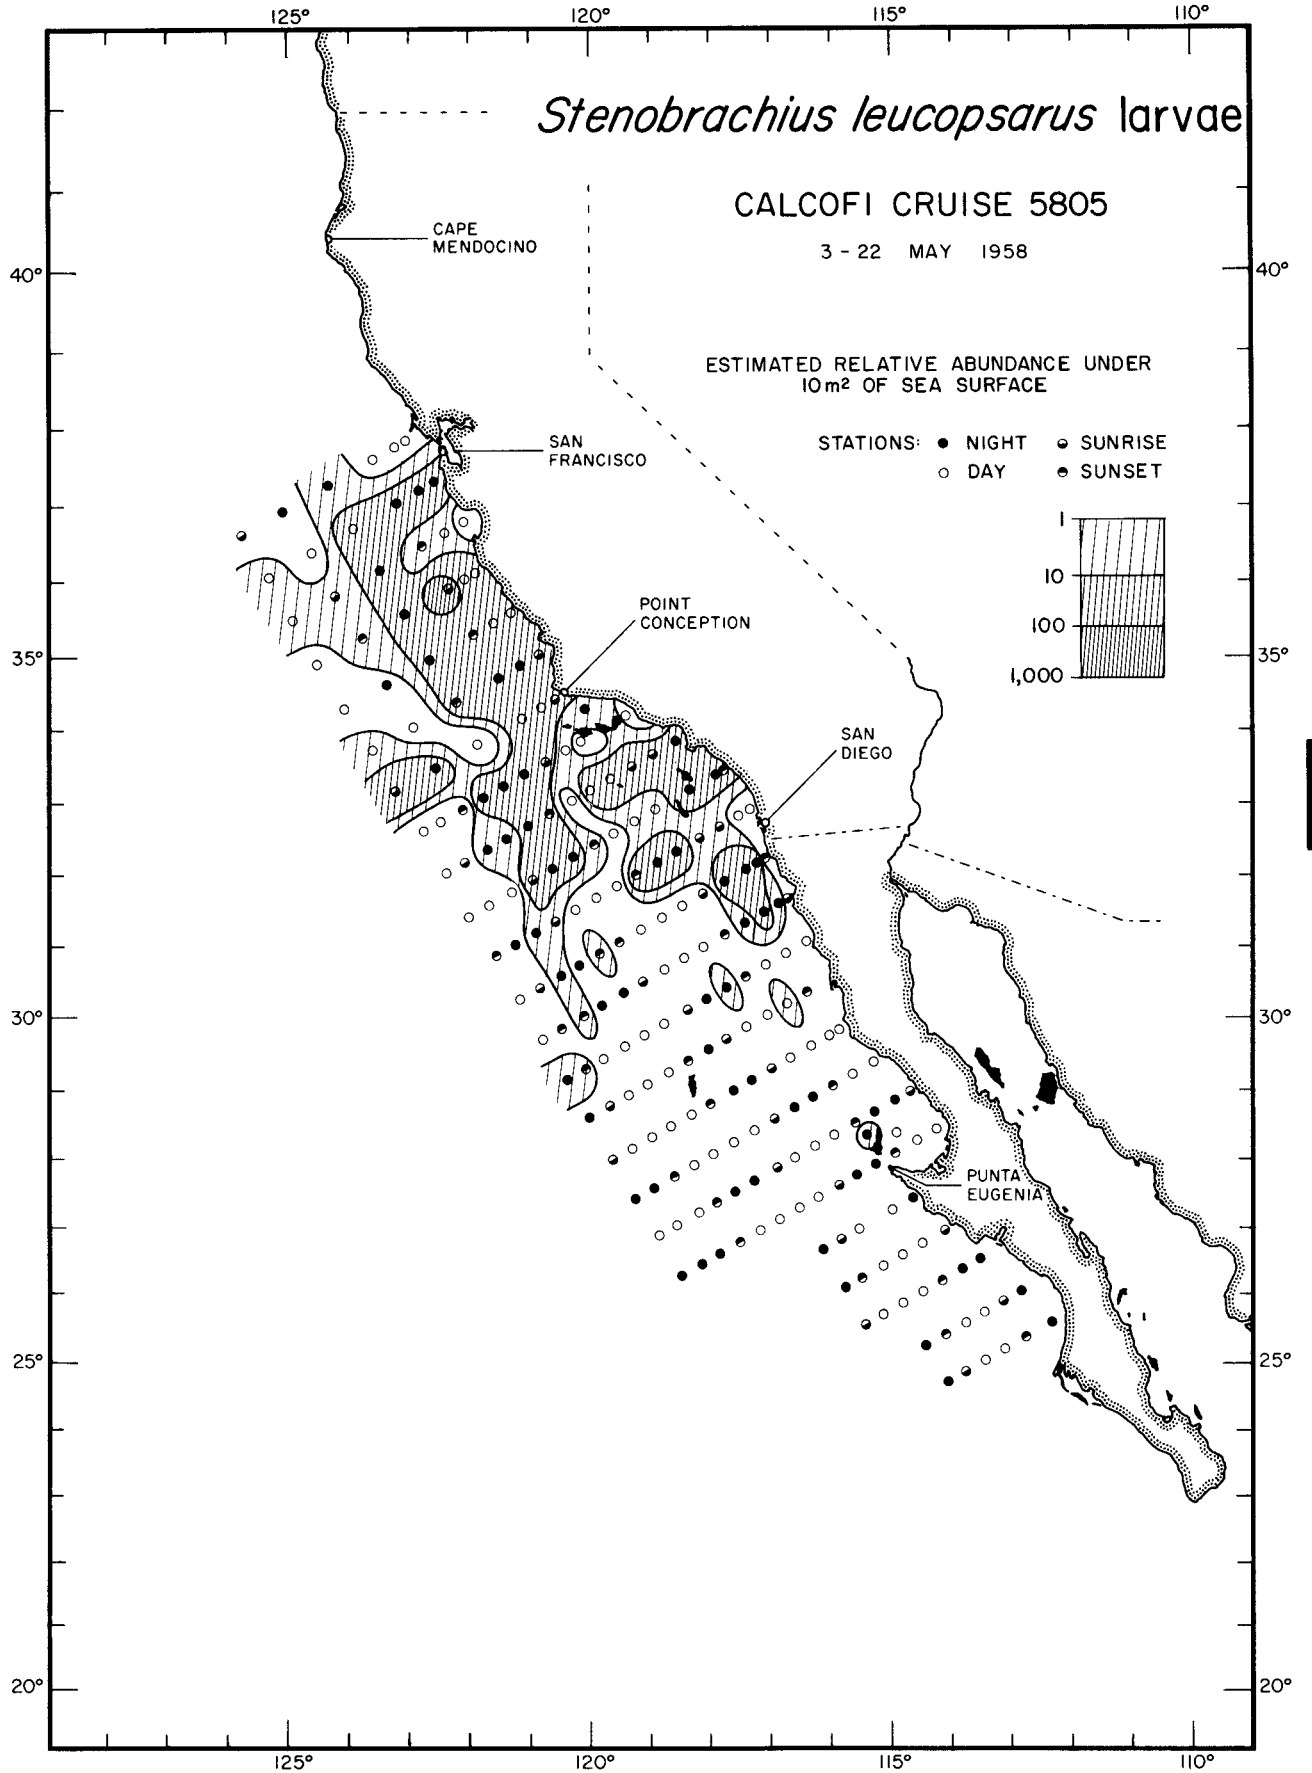 125° 120° 115° 110°
Stenobrachius leucopsarus larvae
CALCOFI CRUISE 5805
3-22 MAY 1958
CAPE
MENDOCINO
40° 40°
ESTIMATED RELATIVE ABUNDANCE UNDER
10m² OF SEA SURFACE
STATIONS: ● NIGHT SUNRISE
○ DAY SUNSET
SAN
FRANCISCO
1
10
100
1,000
POINT
CONCEPTION
35° 35°
SAN
DIEGO
30° 30°
PUNTA
EUGENIA
25° 25°
20° 20°
125° 120° 115° 110°